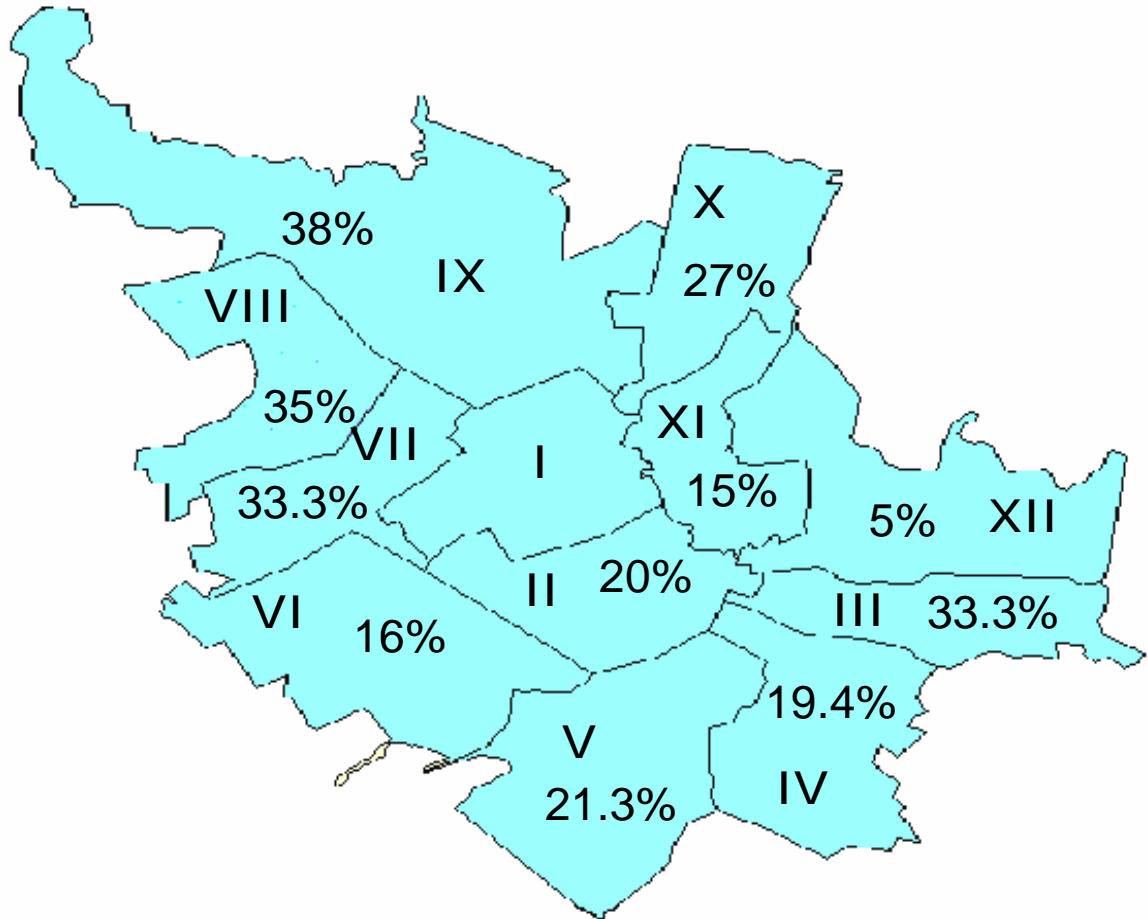 X
38%
IX
27%
VIII
35%
XI
VII
I
15%
33.3%
5%
XII
II
20%
VI
III
33.3%
16%
19.4%
V
IV
21.3%